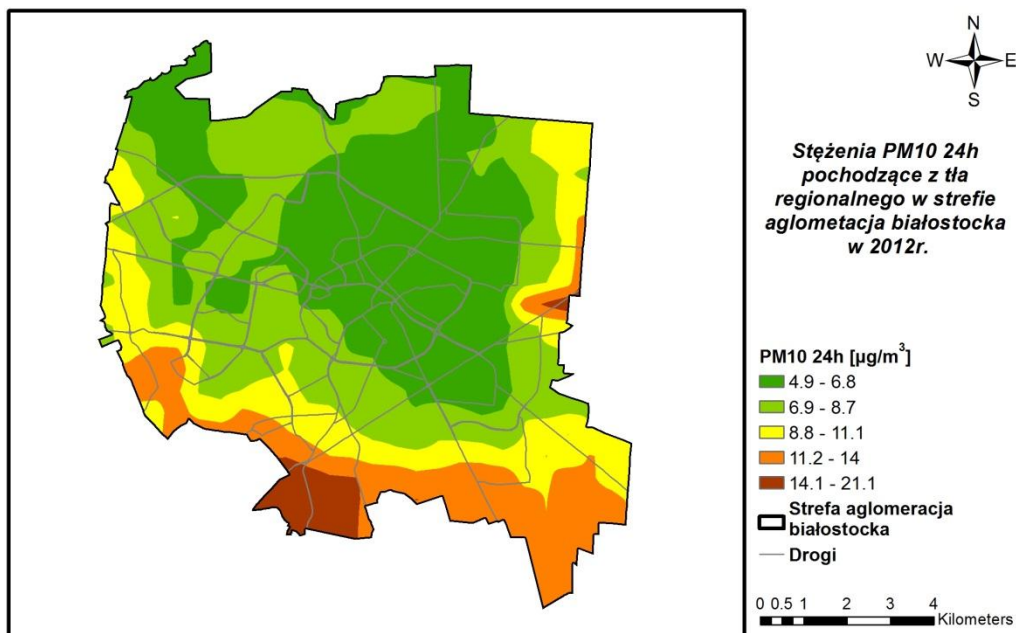 N
W E
S
Stężenia PM10 24h
pochodzące z tła
regionalnego w strefie
aglometacja białostocka
w 2012r.
PM10 24h [µg/m³]
4.9 - 6.8
6.9 - 8.7
8.8 - 11.1
11.2 - 14
14.1 - 21.1
Strefa aglomeracja
białostocka
Drogi
0 0.5 1 2 3 4
Kilometers